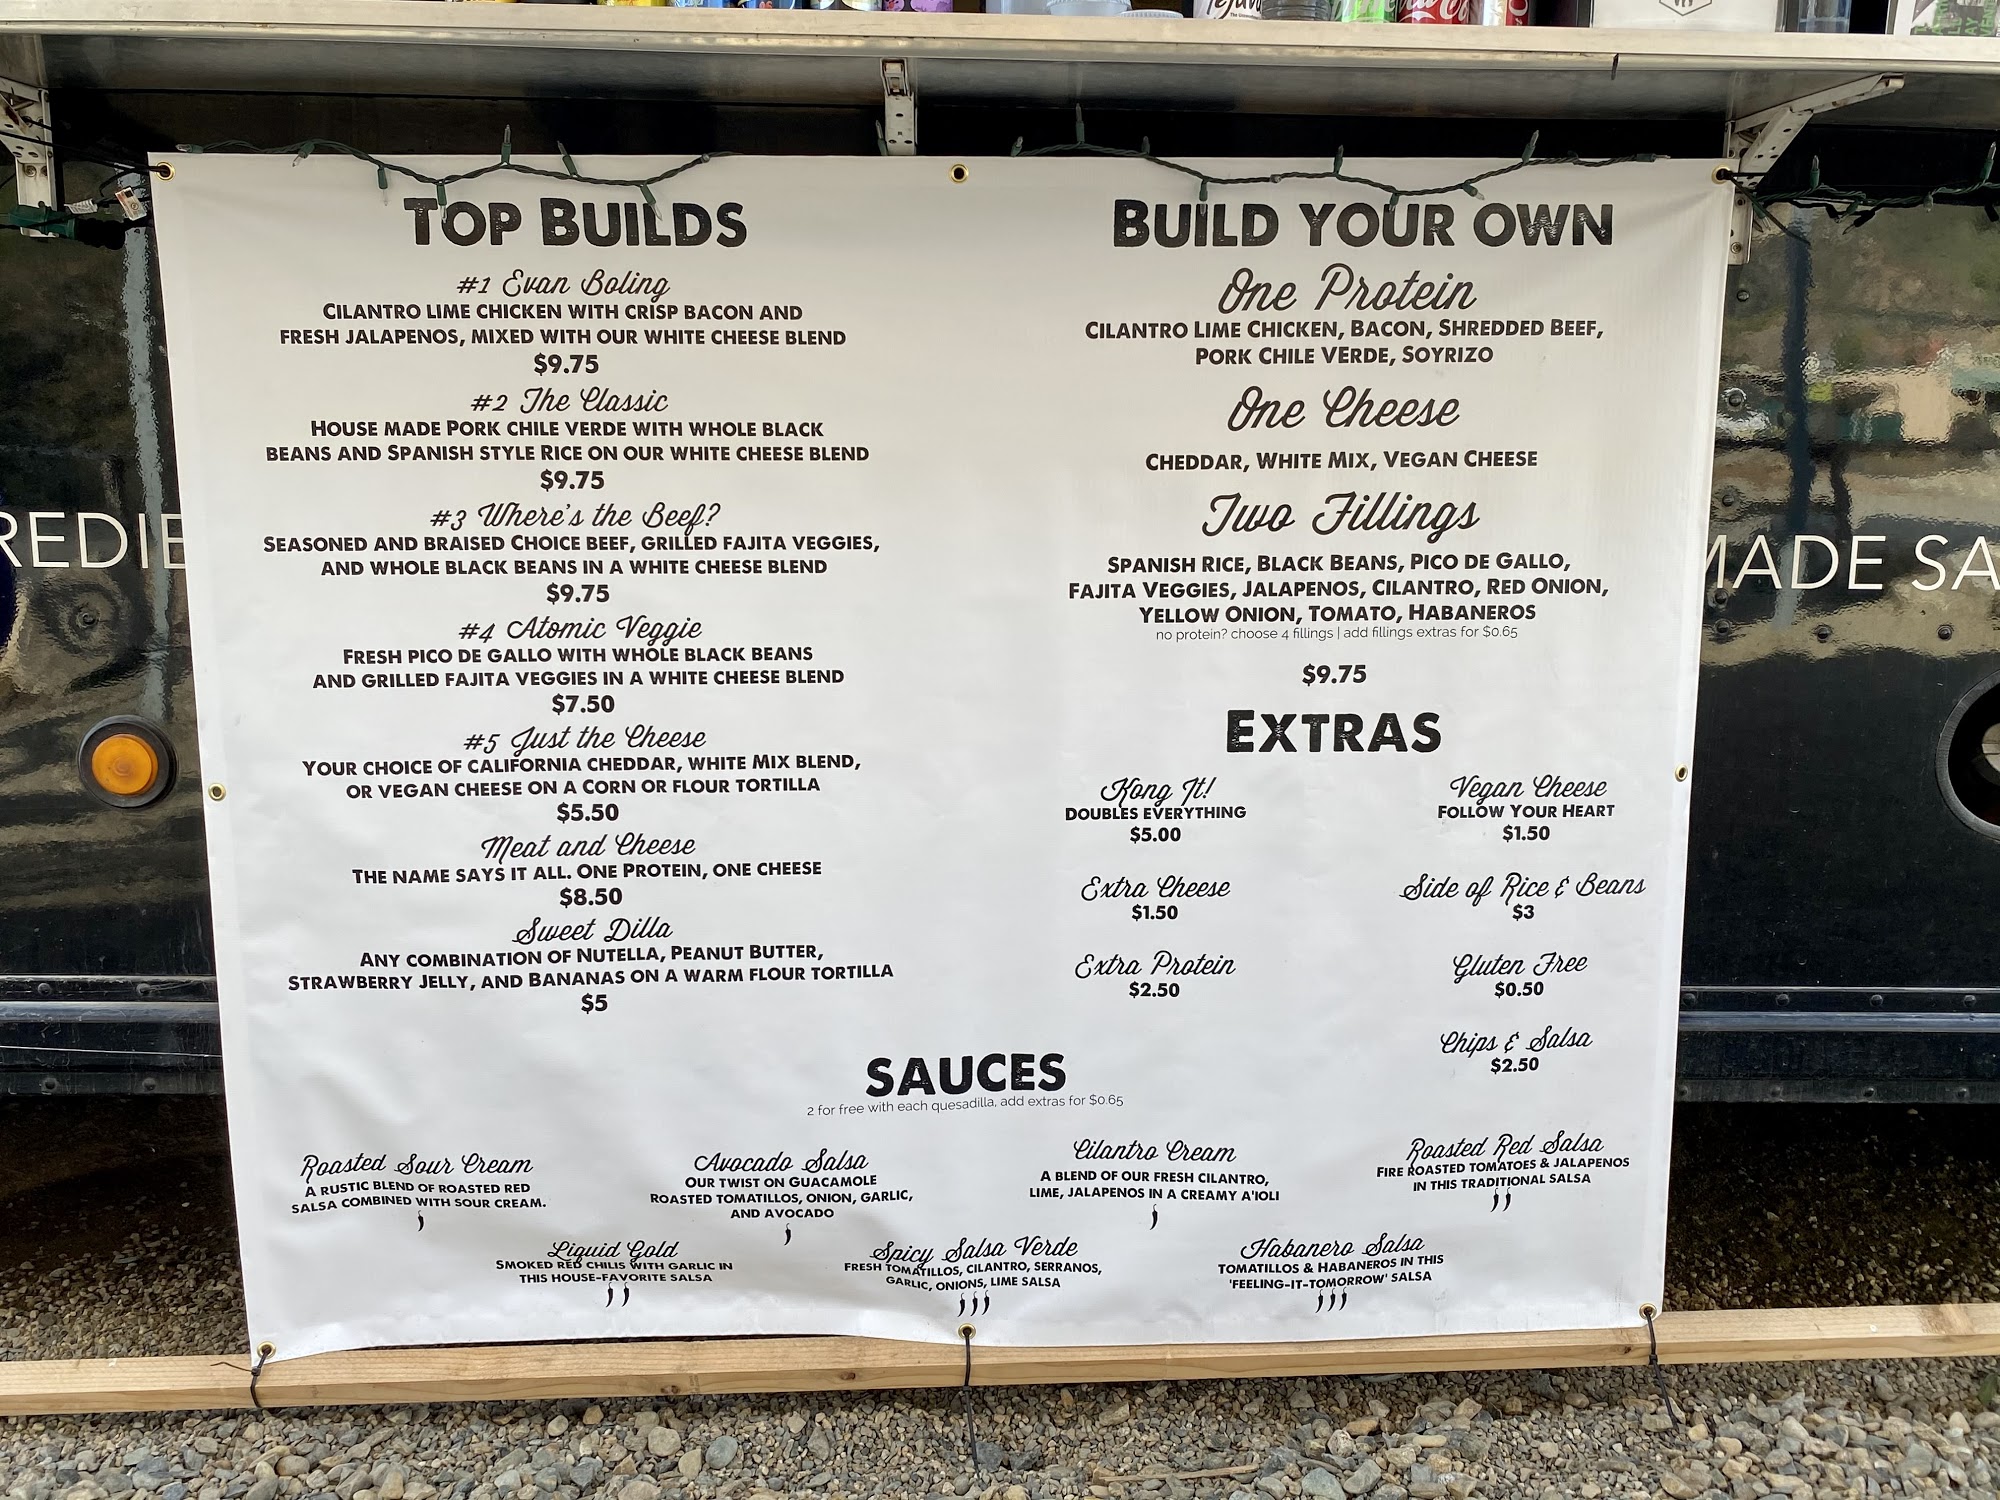 TOP BUILDS
#1 Evan Boling
CILANTRO LIME CHICKEN WITH CRISP BACON AND
FRESH JALAPENOS, MIXED WITH OUR WHITE CHEESE BLEND
$9.75
#2 The Classic
HOUSE MADE PORK CHILE VERDE WITH WHOLE BLACK
BEANS AND SPANISH STYLE RICE ON OUR WHITE CHEESE BLEND
$9.75
#3 Where's the Beef?
SEASONED AND BRAISED CHOICE BEEF, GRILLED FAJITA VEGGIES,
AND WHOLE BLACK BEANS IN A WHITE CHEESE BLEND
$9.75
#4 Atomic Veggie
FRESH PICO DE GALLO WITH WHOLE BLACK BEANS
AND GRILLED FAJITA VEGGIES IN A WHITE CHEESE BLEND
$7.50
#5 Just the Cheese
YOUR CHOICE OF CALIFORNIA CHEDDAR, WHITE MIX BLEND,
OR VEGAN CHEESE ON A CORN OR FLOUR TORTILLA
$5.50
Meat and Cheese
THE NAME SAYS IT ALL. ONE PROTEIN, ONE CHEESE
$8.50
Sweet Dilla
ANY COMBINATION OF NUTELLA, PEANUT BUTTER,
STRAWBERRY JELLY, AND BANANAS ON A WARM FLOUR TORTILLA
$5
BUILD YOUR OWN
One Protein
CILANTRO LIME CHICKEN, BACON, SHREDDED BEEF,
PORK CHILE VERDE, SOYRIZO
One Cheese
CHEDDAR, WHITE MIX, VEGAN CHEESE
Two Fillings
SPANISH RICE, BLACK BEANS, PICO DE GALLO,
FAJITA VEGGIES, JALAPENOS, CILANTRO, RED ONION,
YELLOW ONION, TOMATO, HABANEROS
no protein? choose 4 fillings | add fillings extras for $0.65
$9.75
EXTRAS
Kong It!
DOUBLES EVERYTHING
$5.00
Vegan Cheese
FOLLOW YOUR HEART
$1.50
Extra Cheese
$1.50
Side of Rice & Beans
$3
Extra Protein
$2.50
Gluten Free
$0.50
Chips & Salsa
$2.50
SAUCES
2 for free with each quesadilla, add extras for $0.65
Roasted Sour Cream
A RUSTIC BLEND OF ROASTED RED
SALSA COMBINED WITH SOUR CREAM.
Avocado Salsa
OUR TWIST ON GUACAMOLE
ROASTED TOMATILLOS, ONION, GARLIC,
AND AVOCADO
Cilantro Cream
A BLEND OF OUR FRESH CILANTRO,
LIME, JALAPENOS IN A CREAMY A'IOLI
Roasted Red Salsa
FIRE ROASTED TOMATOES & JALAPENOS
IN THIS TRADITIONAL SALSA
Liquid Gold
SMOKED RED CHILIS WITH GARLIC IN
THIS HOUSE-FAVORITE SALSA
Spicy Salsa Verde
FRESH TOMATILLOS, CILANTRO, SERRANOS,
GARLIC, ONIONS, LIME SALSA
Habanero Salsa
TOMATILLOS & HABANEROS IN THIS
'FEELING-IT-TOMORROW' SALSA
REDIE
MADE SA